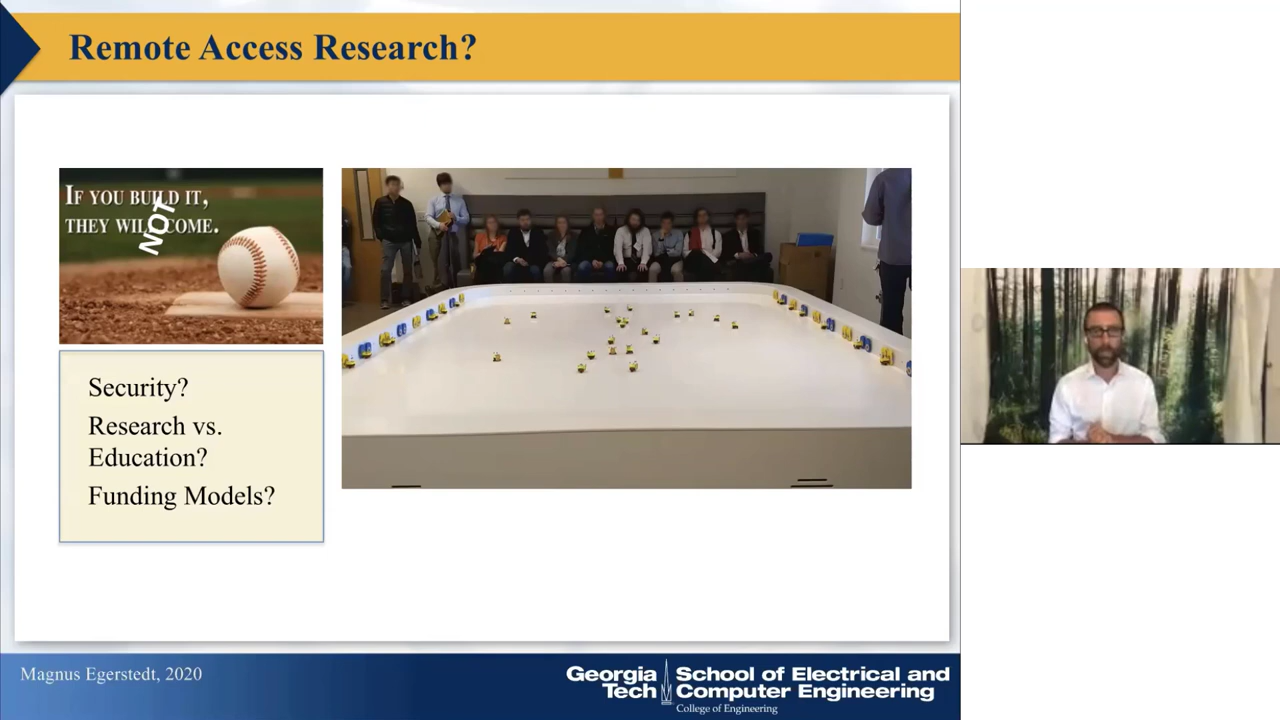 Remote Access Research?
IF YOU BUILD IT,
THEY WILL COME.
NOT
Security?
Research vs.
Education?
Funding Models?
Magnus Egerstedt, 2020
Georgia
Tech
School of Electrical and
Computer Engineering
College of Engineering